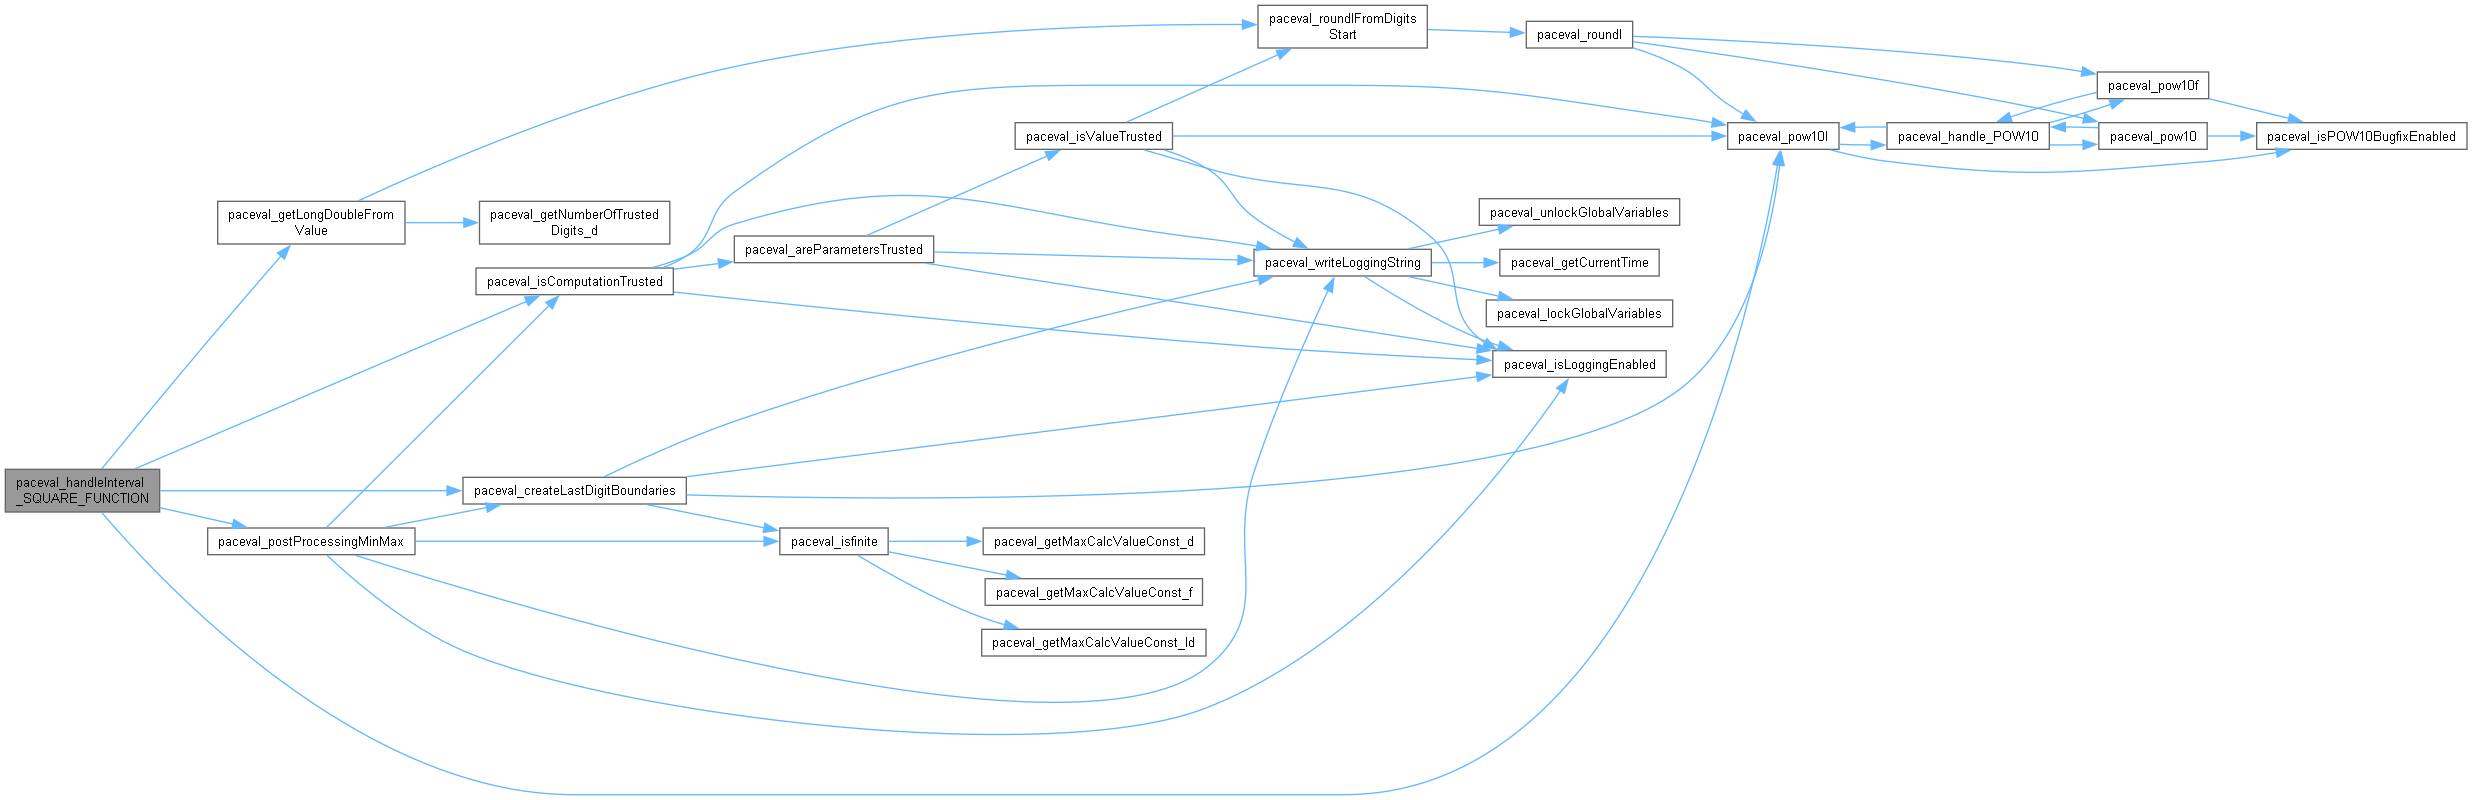 paceval_handleInterval
_SQUARE_FUNCTION
paceval_getLongDoubleFrom
Value
paceval_postProcessingMinMax
paceval_getNumberOfTrusted
Digits_d
paceval_isComputationTrusted
paceval_createLastDigitBoundaries
paceval_areParametersTrusted
paceval_isfinite
paceval_isValueTrusted
paceval_getMaxCalcValueConst_d
paceval_getMaxCalcValueConst_f
paceval_getMaxCalcValueConst_ld
paceval_roundlFromDigits
Start
paceval_writeLoggingString
paceval_roundl
paceval_unlockGlobalVariables
paceval_getCurrentTime
paceval_lockGlobalVariables
paceval_isLoggingEnabled
paceval_pow10l
paceval_handle_POW10
paceval_pow10f
paceval_pow10
paceval_isPOW10BugfixEnabled